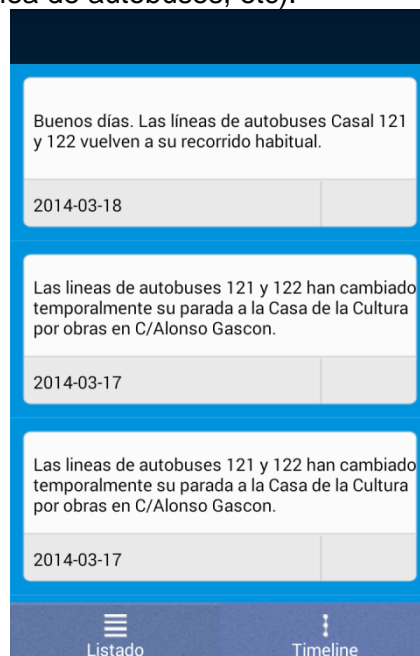 de autobuses, etc).
Buenos días. Las líneas de autobuses Casal 121
y 122 vuelven a su recorrido habitual.
2014-03-18
Las lineas de autobuses 121 y 122 han cambiado
temporalmente su parada a la Casa de la Cultura
por obras en C/Alonso Gascon.
2014-03-17
Las lineas de autobuses 121 y 122 han cambiado
temporalmente su parada a la Casa de la Cultura
por obras en C/Alonso Gascon.
2014-03-17
Listado
Timeline